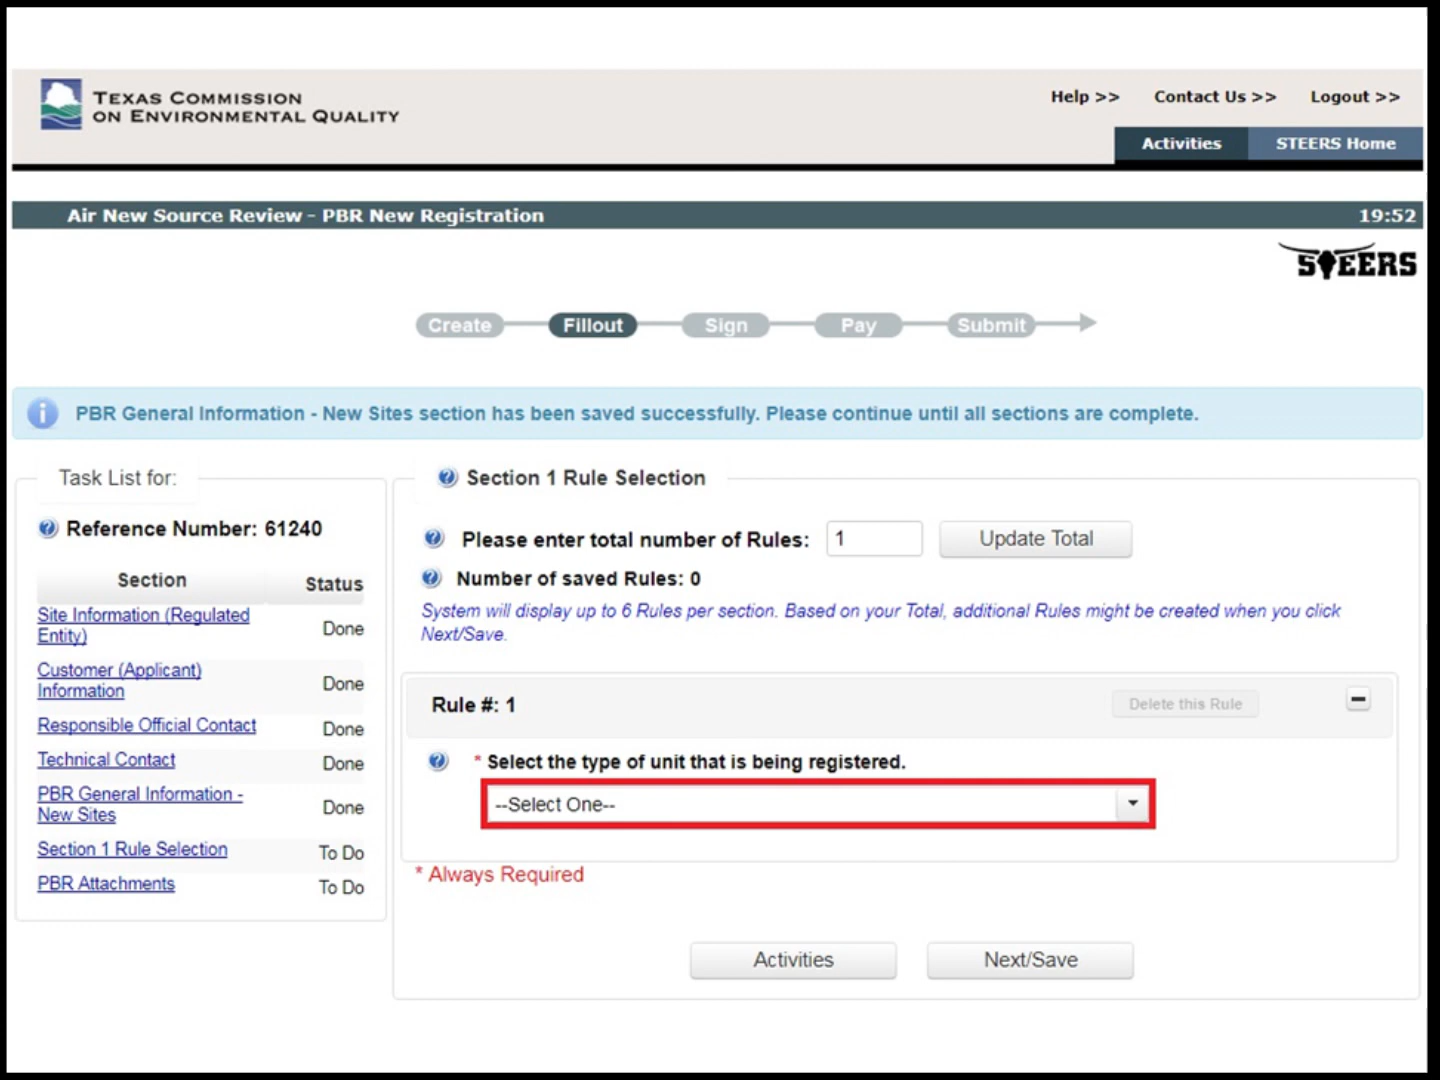 TEXAS COMMISSION
ON ENVIRONMENTAL QUALITY
Help >> Contact Us >> Logout >>
Activities STEERS Home
Air New Source Review - PBR New Registration 19:52
STEERS
Create Fillout Sign Pay Submit
PBR General Information - New Sites section has been saved successfully. Please continue until all sections are complete.
Task List for:
Reference Number: 61240
Section Status
Site Information (Regulated
Entity) Done
Customer (Applicant)
Information Done
Responsible Official Contact Done
Technical Contact Done
PBR General Information -
New Sites Done
Section 1 Rule Selection To Do
PBR Attachments To Do
Section 1 Rule Selection
Please enter total number of Rules: 1 Update Total
Number of saved Rules: 0
System will display up to 6 Rules per section. Based on your Total, additional Rules might be created when you click
Next/Save.
Rule #: 1 Delete this Rule
* Select the type of unit that is being registered.
--Select One--
* Always Required
Activities Next/Save